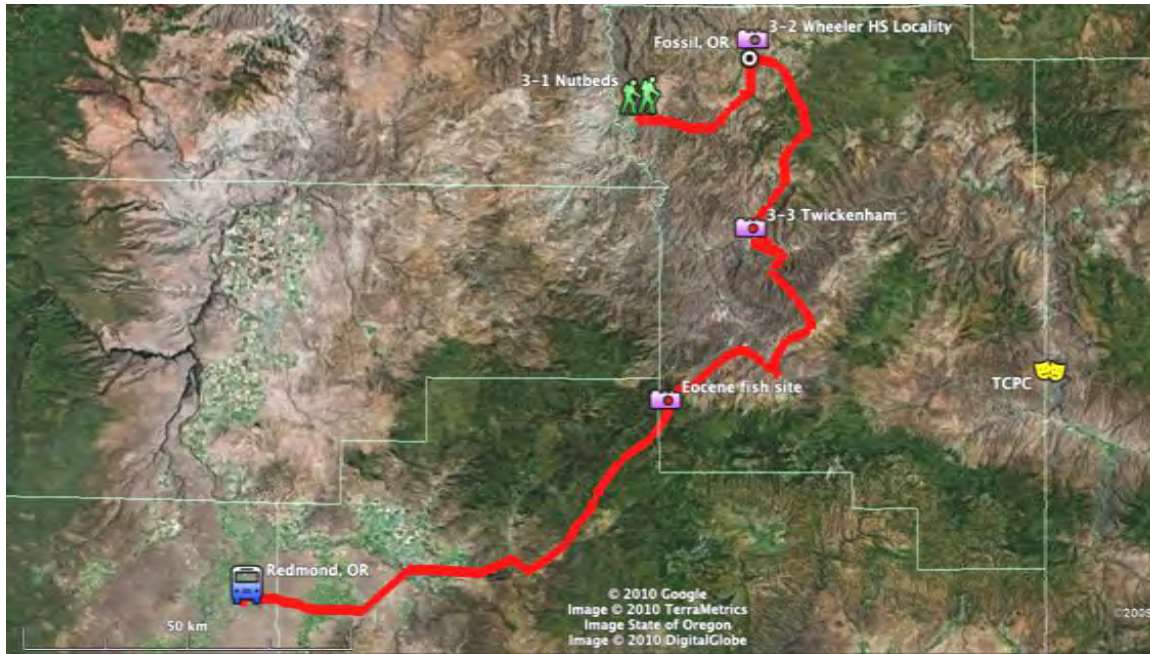 3-2 Wheeler HS Locality
Fossil, OR
3-1 Nutbeds
3-3 Twickenham
Eocene fish site
TCPC
Redmond, OR
50 km
© 2010 Google
Image © 2010 TerraMetrics
Image State of Oregon
Image © 2010 DigitalGlobe
©2009